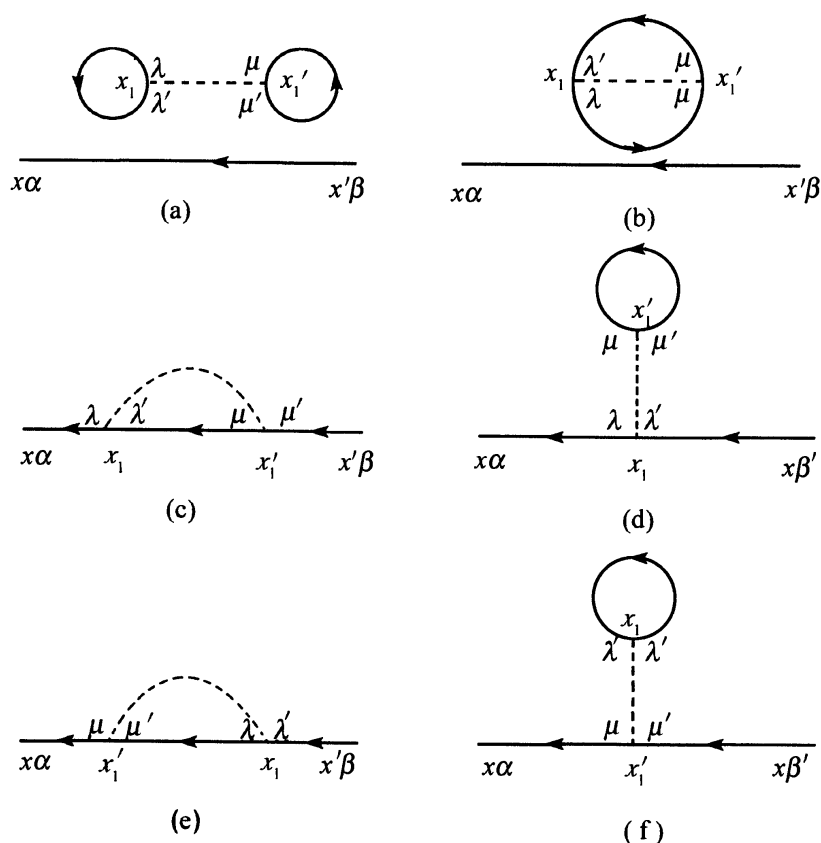 x₁ λ λ′ μ μ′ x₁′
xα x′β
(a)
x₁ λ′ λ μ μ x₁′
xα x′β
(b)
λ λ′ μ μ′
xα x₁ x₁′ x′β
(c)
x₁′
μ μ′
λ λ′
xα x₁ xβ′
(d)
μ μ′ λ λ′
xα x₁′ x₁ x′β
(e)
x₁
λ′ λ′
μ μ′
xα x₁′ xβ′
(f)